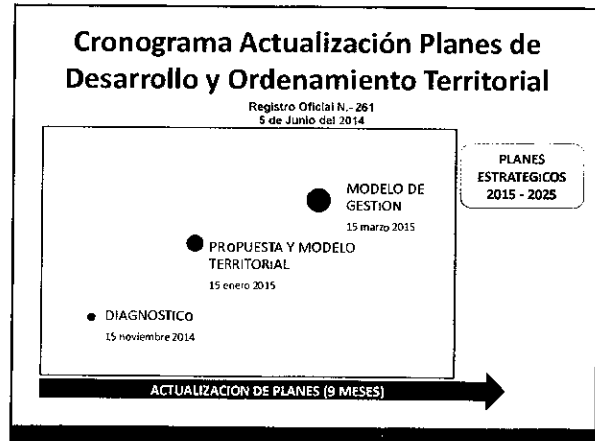 Cronograma Actualización Planes de
Desarrollo y Ordenamiento Territorial
Registro Oficial N.- 261
5 de Junio del 2014
PLANES
ESTRATEGICOS
2015 - 2025
MODELO DE
GESTION
15 marzo 2015
PROPUESTA Y MODELO
TERRITORIAL
15 enero 2015
DIAGNOSTICO
15 noviembre 2014
ACTUALIZACION DE PLANES (9 MESES)